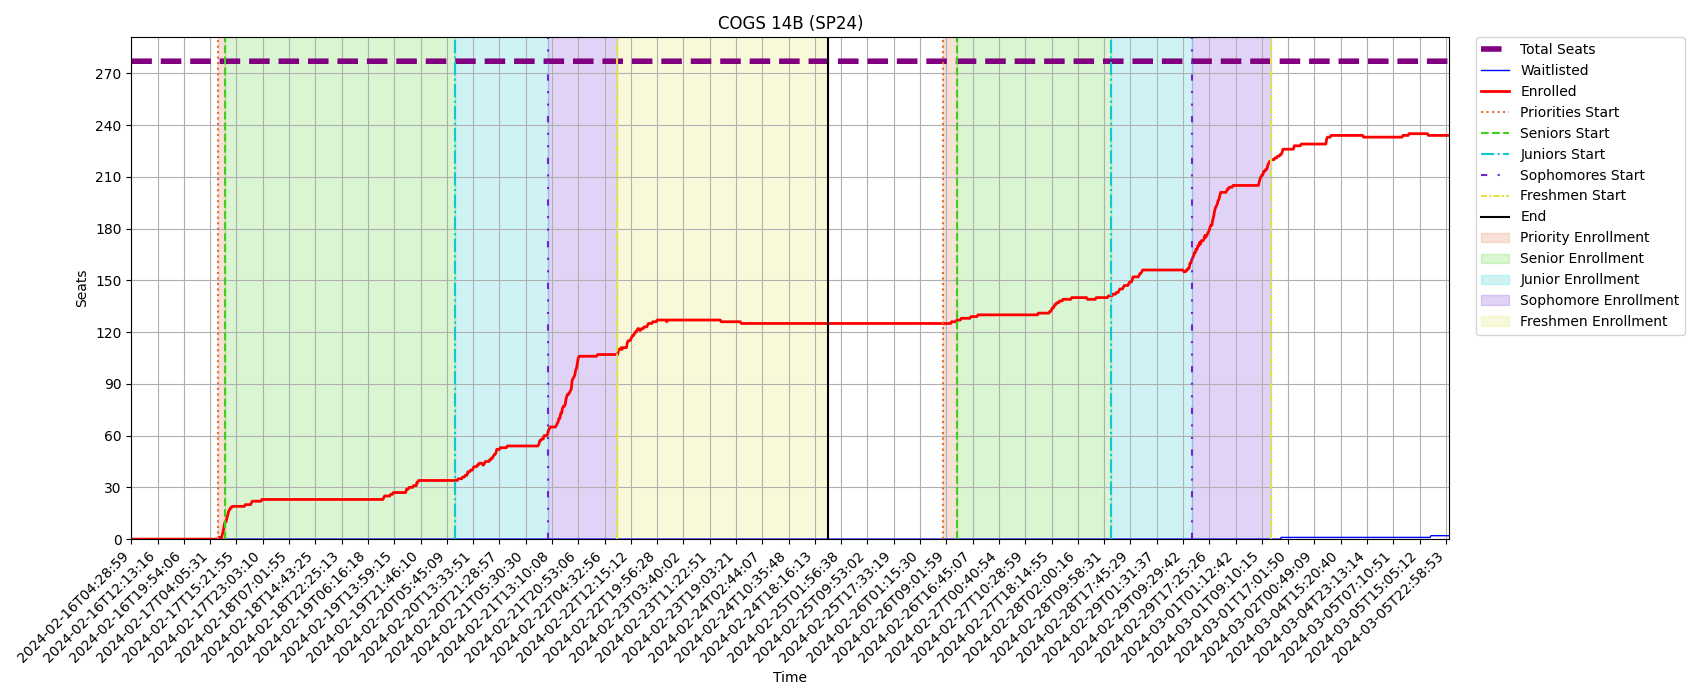 COGS 14B (SP24)
Seats
270
240
210
180
150
120
90
60
30
0
2024-02-16T04:28:59
2024-02-16T12:13:16
2024-02-16T19:54:06
2024-02-17T04:05:31
2024-02-17T15:21:55
2024-02-17T23:03:10
2024-02-18T07:01:55
2024-02-18T14:43:25
2024-02-18T22:25:13
2024-02-19T06:16:18
2024-02-19T13:59:15
2024-02-19T21:46:10
2024-02-20T05:45:09
2024-02-20T13:33:51
2024-02-20T21:28:57
2024-02-21T05:30:30
2024-02-21T13:10:08
2024-02-21T20:53:06
2024-02-22T04:32:56
2024-02-22T12:15:12
2024-02-22T19:56:28
2024-02-23T03:40:02
2024-02-23T11:22:51
2024-02-23T19:03:21
2024-02-24T02:44:07
2024-02-24T10:35:48
2024-02-24T18:16:13
2024-02-25T01:56:38
2024-02-25T09:53:02
2024-02-25T17:33:19
2024-02-26T01:15:30
2024-02-26T09:01:59
2024-02-26T16:45:07
2024-02-27T00:40:54
2024-02-27T10:28:59
2024-02-27T18:14:55
2024-02-28T02:00:16
2024-02-28T09:58:31
2024-02-28T17:45:29
2024-02-29T01:31:37
2024-02-29T09:29:42
2024-02-29T17:25:26
2024-03-01T01:12:42
2024-03-01T09:10:15
2024-03-01T17:01:50
2024-03-02T00:49:09
2024-03-04T15:20:40
2024-03-04T23:13:14
2024-03-05T07:10:51
2024-03-05T15:05:12
2024-03-05T22:58:53
Time
Total Seats
Waitlisted
Enrolled
Priorities Start
Seniors Start
Juniors Start
Sophomores Start
Freshmen Start
End
Priority Enrollment
Senior Enrollment
Junior Enrollment
Sophomore Enrollment
Freshmen Enrollment